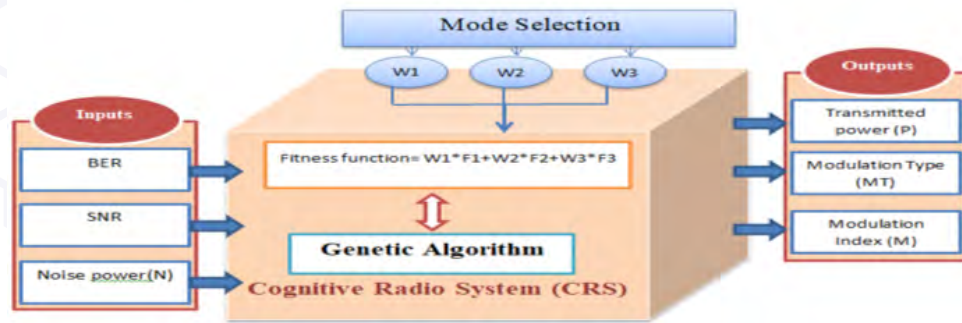 Mode Selection
W1
W2
W3
Inputs
BER
SNR
Noise power(N)
Fitness function= W1*F1+W2*F2+W3*F3
Genetic Algorithm
Cognitive Radio System (CRS)
Outputs
Transmitted
power (P)
Modulation Type
(MT)
Modulation
Index (M)